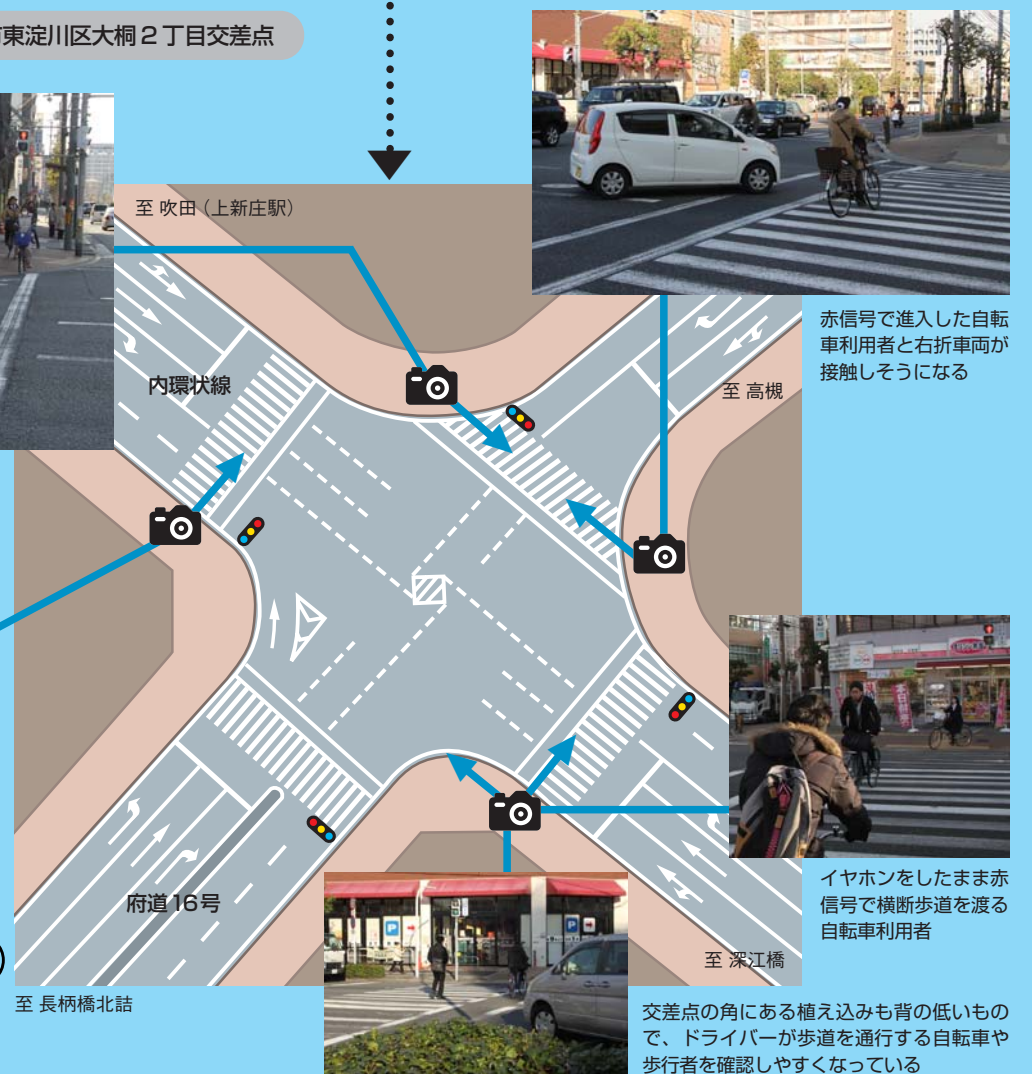 東淀川区大桐2丁目交差点
至 吹田（上新庄駅）
赤信号で進入した自転
車利用者と右折車両が
接触しそうになる
内環状線
至 高槻
イヤホンをしたまま赤
信号で横断歩道を渡る
自転車利用者
府道16号
至 深江橋
至 長柄橋北詰
P
P
交差点の角にある植え込みも背の低いもの
で、ドライバーが歩道を通行する自転車や
歩行者を確認しやすくなっている